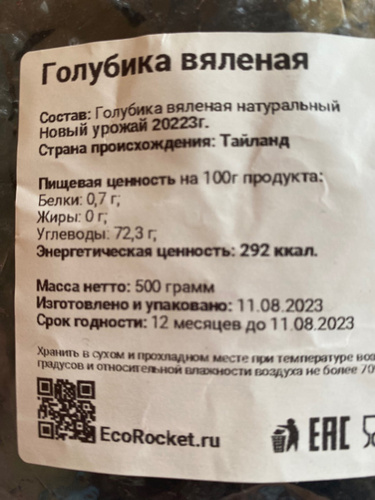 Голубика вяленая
Состав: Голубика вяленая натуральный
Новый урожай 20223г.
Страна происхождения: Тайланд
Пищевая ценность на 100г продукта:
Белки: 0,7 г;
Жиры: 0 г;
Углеводы: 72,3 г;
Энергетическая ценность: 292 ккал.
Масса нетто: 500 грамм
Изготовлено и упаковано: 11.08.2023
Срок годности: 12 месяцев до 11.08.2023
Хранить в сухом и прохладном месте при температуре
градусов и относительной влажности воздуха не более
EcoRocket.ru
EAC